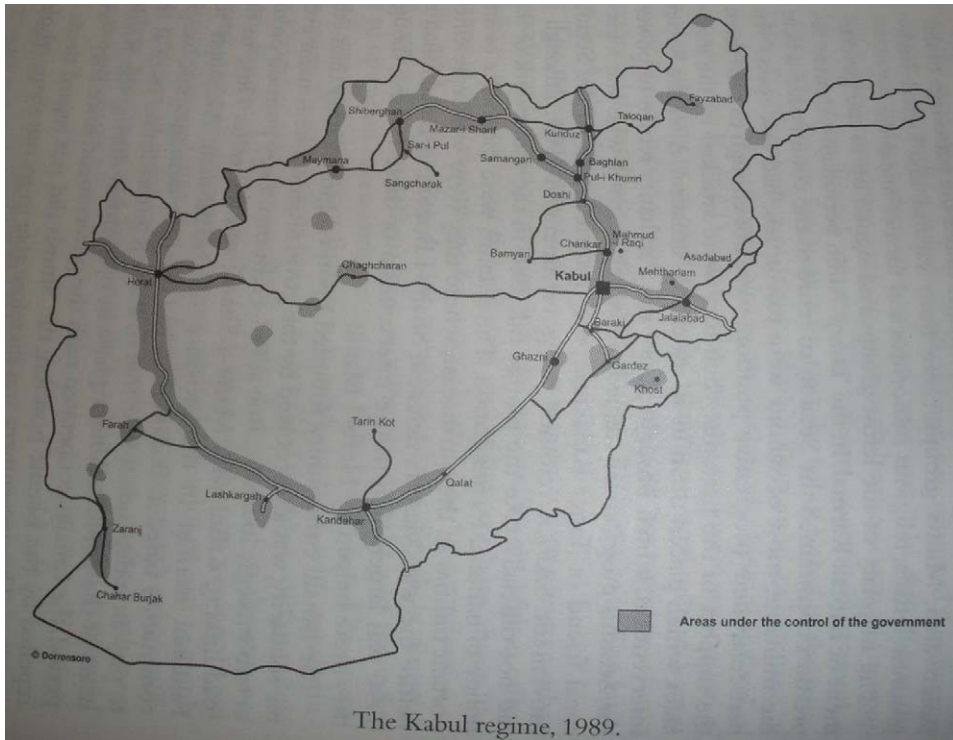 Fayzabad
Shiberghan
Mazar-i Sharif
Kunduz
Taloqan
Sar-i Pul
Maymana
Samangan
Baghlan
Sangcharak
Pul-i Khumri
Doshi
Mahmud
-i Raqi
Charikar
Bamyan
Asadabad
Chaghcharan
Mehtharlam
Kabul
Herat
Jalalabad
Baraki
Ghazni
Gardez
Khost
Tarin Kot
Farah
Qalat
Lashkargah
Kandahar
Zaranj
Chahar Burjak
Areas under the control of the government
© Dorronsoro
The Kabul regime, 1989.